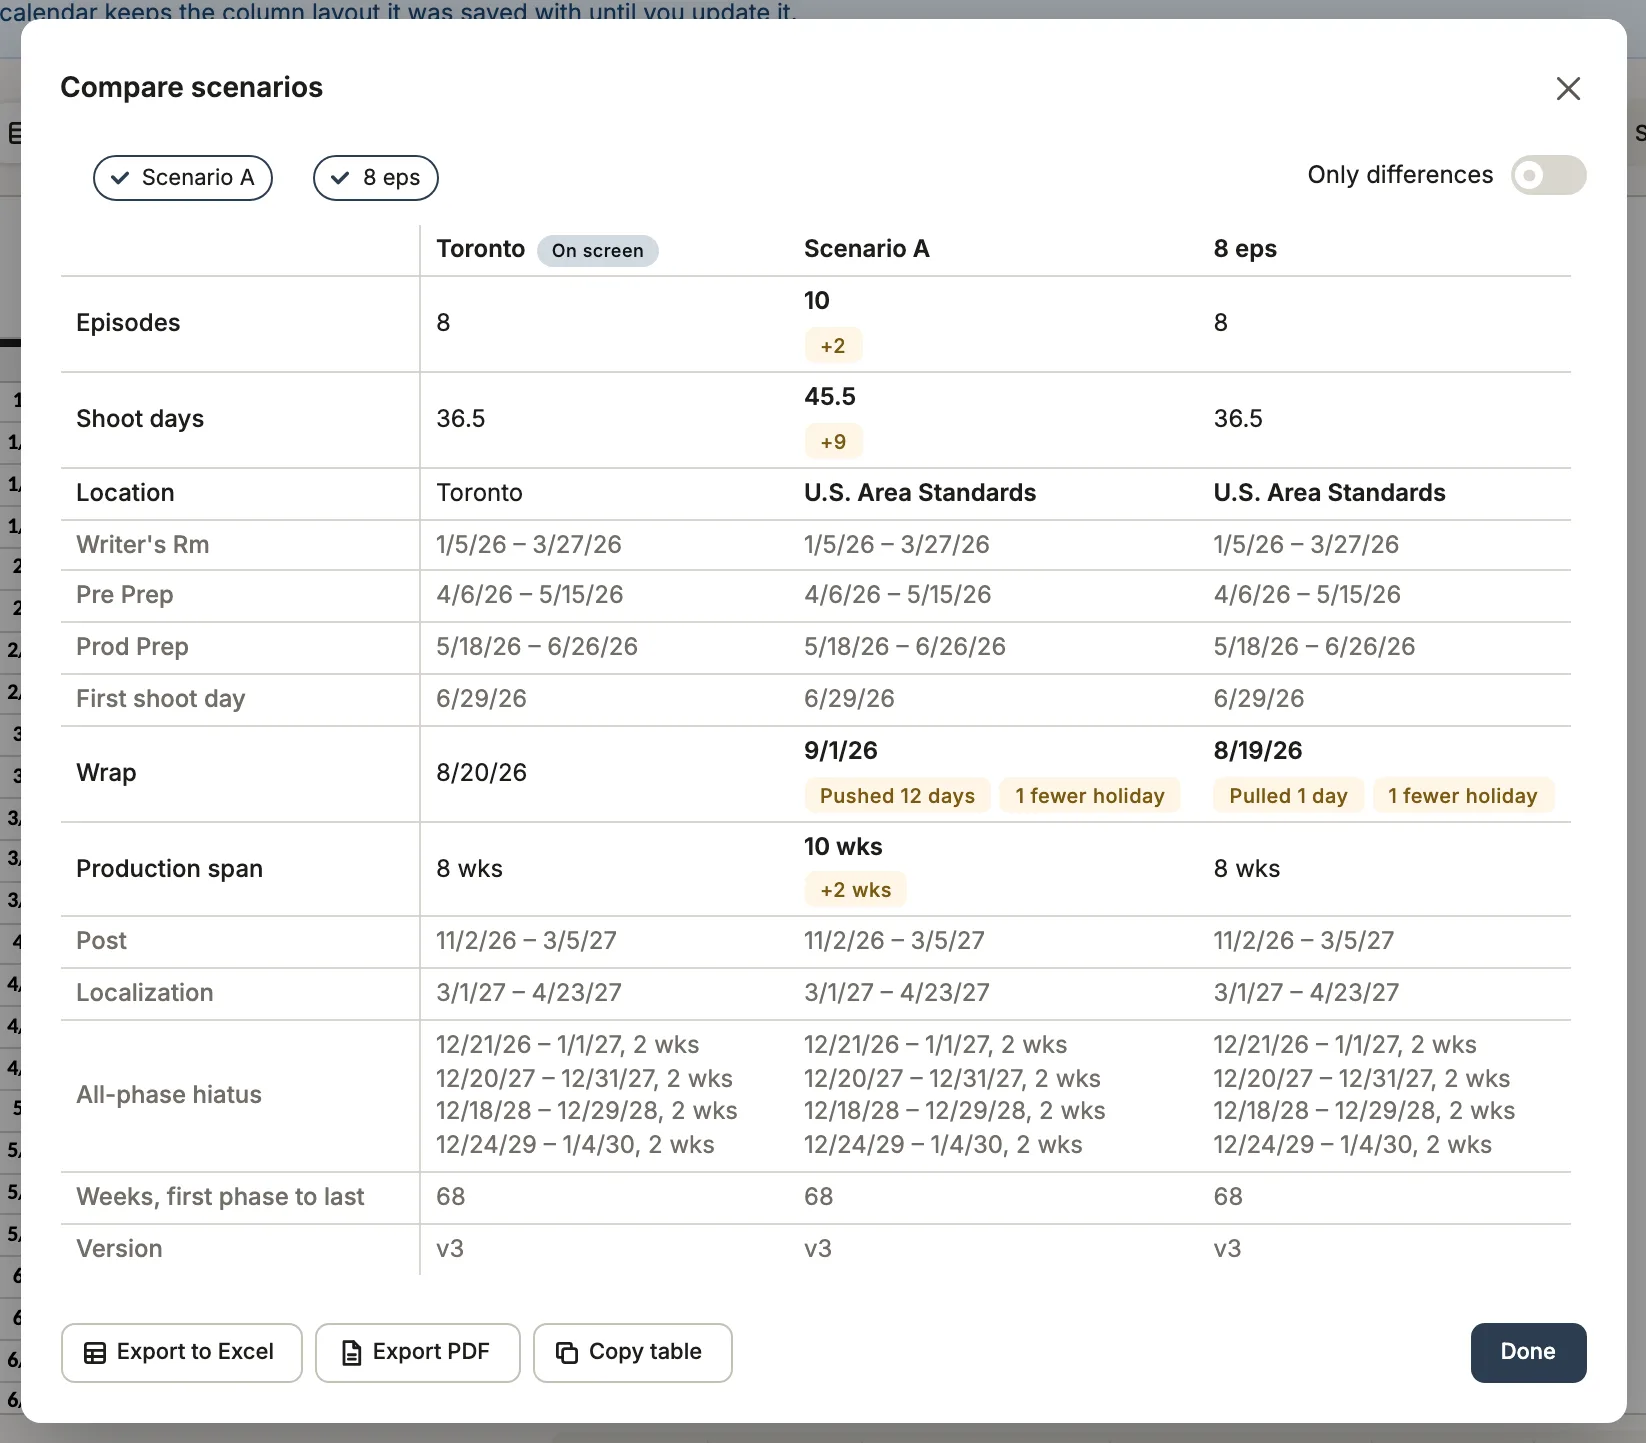 calendar keeps the column layout it was saved with until you update it.
Compare scenarios
Scenario A
8 eps
Only differences
Toronto On screen Scenario A 8 eps
Episodes 8 10 8
+2
Shoot days 36.5 45.5 36.5
+9
Location Toronto U.S. Area Standards U.S. Area Standards
Writer's Rm 1/5/26 – 3/27/26 1/5/26 – 3/27/26 1/5/26 – 3/27/26
Pre Prep 4/6/26 – 5/15/26 4/6/26 – 5/15/26 4/6/26 – 5/15/26
Prod Prep 5/18/26 – 6/26/26 5/18/26 – 6/26/26 5/18/26 – 6/26/26
First shoot day 6/29/26 6/29/26 6/29/26
Wrap 8/20/26 9/1/26 8/19/26
Pushed 12 days 1 fewer holiday Pulled 1 day 1 fewer holiday
Production span 8 wks 10 wks 8 wks
+2 wks
Post 11/2/26 – 3/5/27 11/2/26 – 3/5/27 11/2/26 – 3/5/27
Localization 3/1/27 – 4/23/27 3/1/27 – 4/23/27 3/1/27 – 4/23/27
All-phase hiatus
12/21/26 – 1/1/27, 2 wks 12/21/26 – 1/1/27, 2 wks 12/21/26 – 1/1/27, 2 wks
12/20/27 – 12/31/27, 2 wks 12/20/27 – 12/31/27, 2 wks 12/20/27 – 12/31/27, 2 wks
12/18/28 – 12/29/28, 2 wks 12/18/28 – 12/29/28, 2 wks 12/18/28 – 12/29/28, 2 wks
12/24/29 – 1/4/30, 2 wks 12/24/29 – 1/4/30, 2 wks 12/24/29 – 1/4/30, 2 wks
Weeks, first phase to last 68 68 68
Version v3 v3 v3
Export to Excel
Export PDF
Copy table
Done